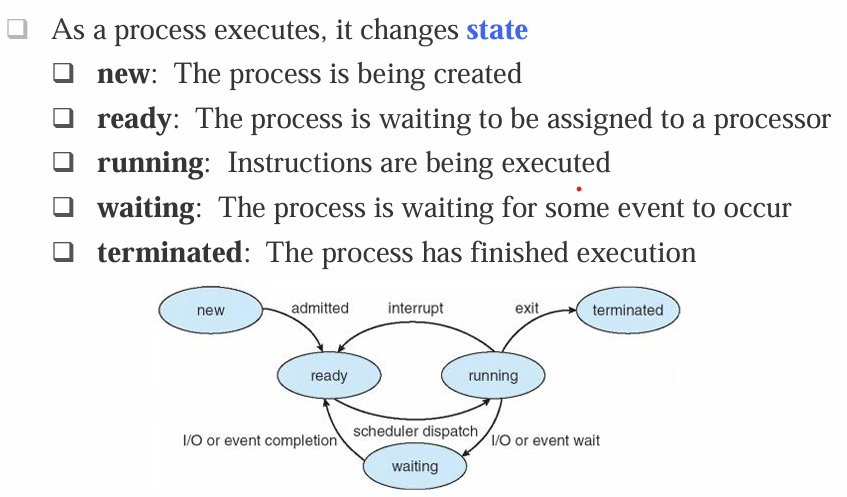 As a process executes, it changes state
new: The process is being created
ready: The process is waiting to be assigned to a processor
running: Instructions are being executed
waiting: The process is waiting for some event to occur
terminated: The process has finished execution
new
admitted
interrupt
exit
terminated
ready
running
I/O or event completion
scheduler dispatch
I/O or event wait
waiting